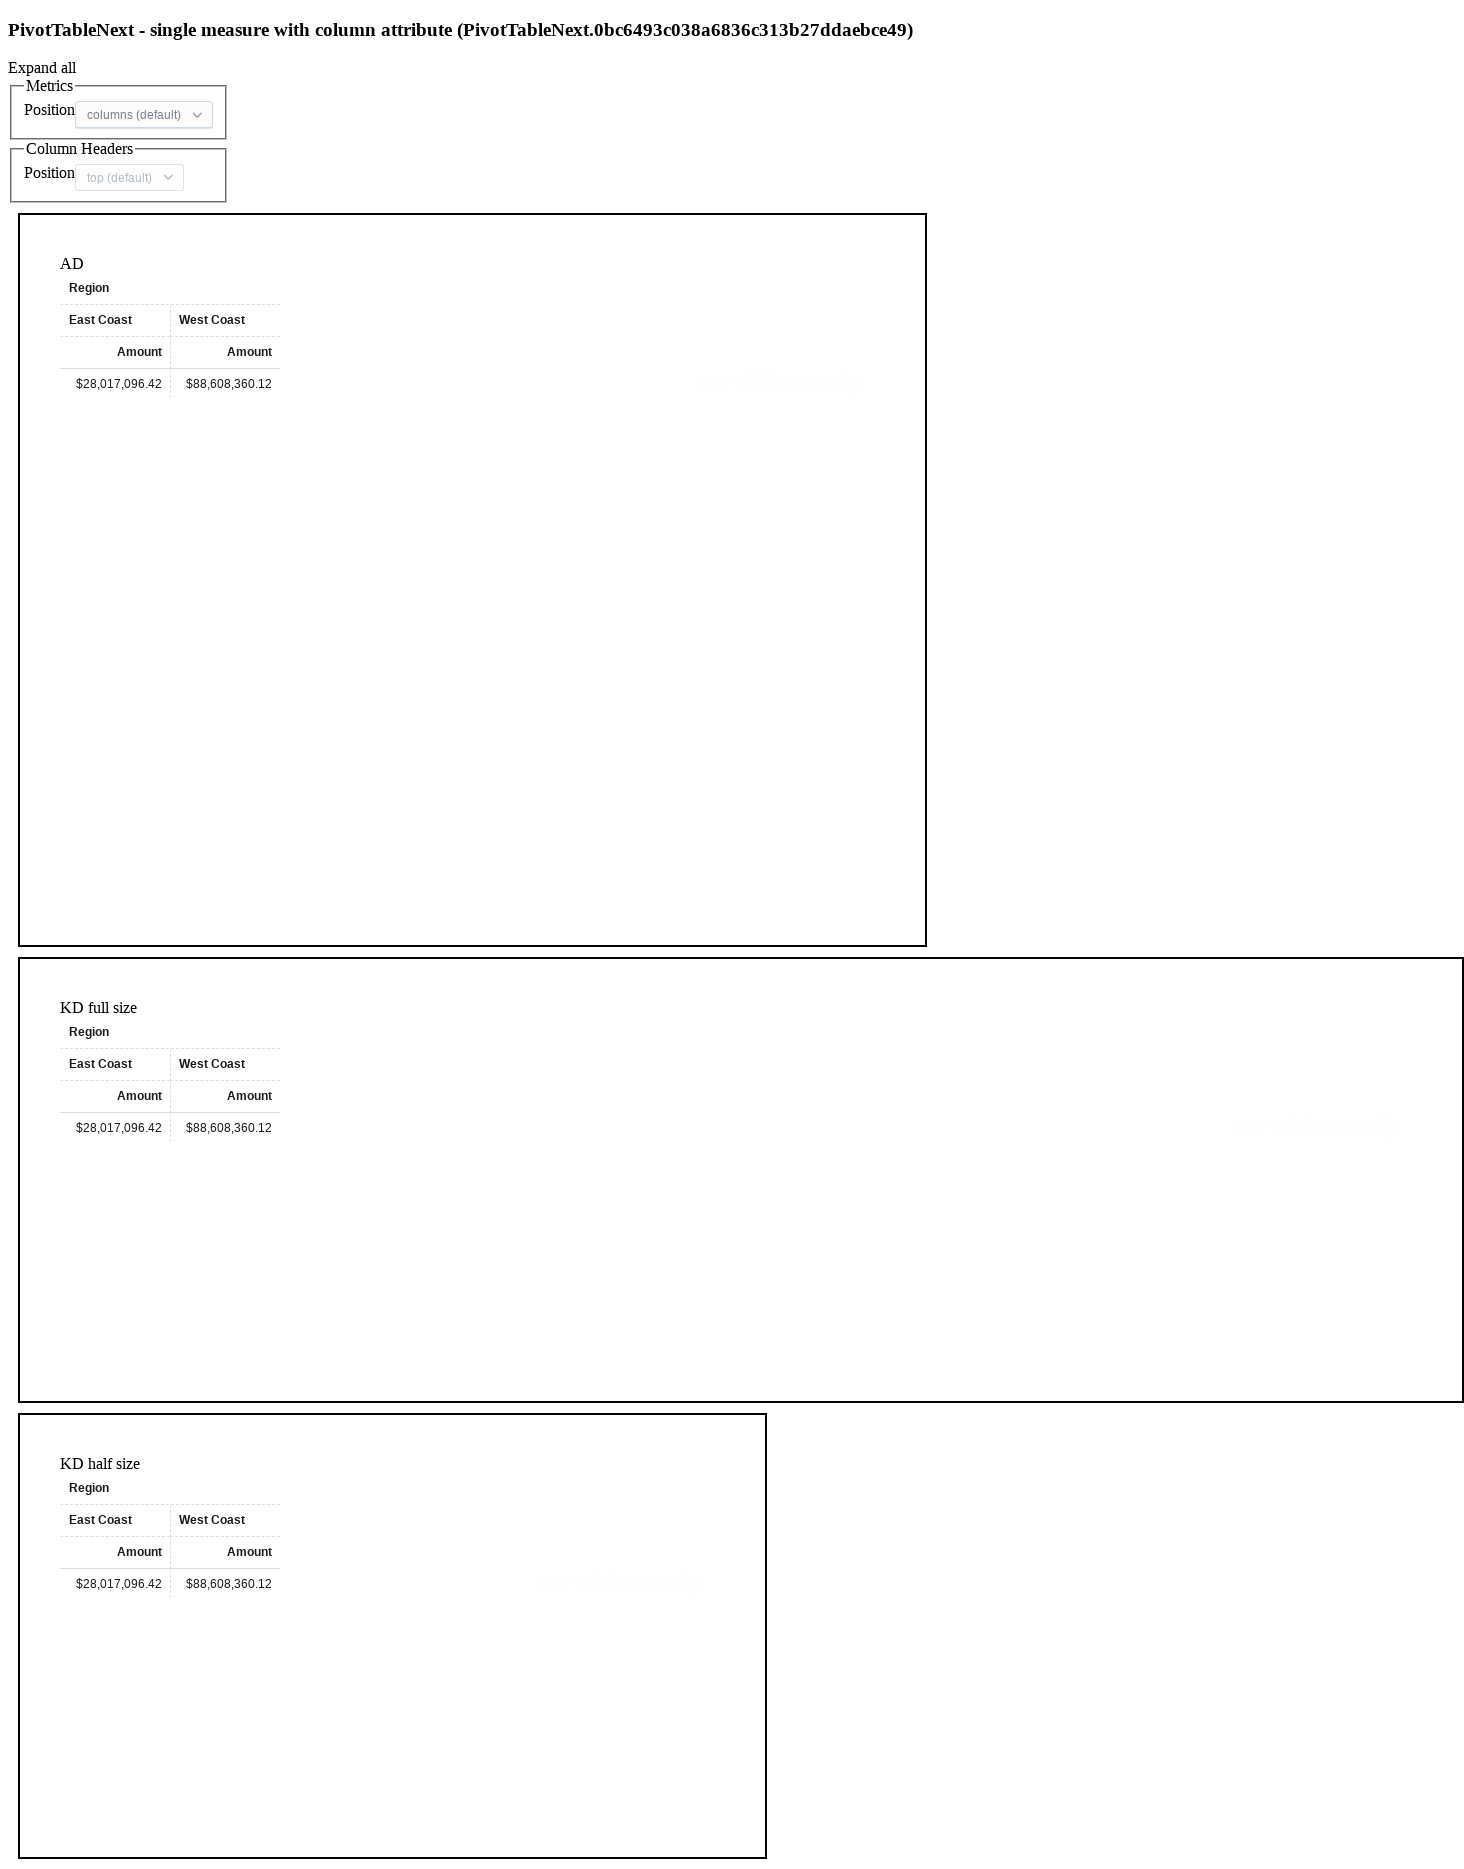 PivotTableNext - single measure with column attribute (PivotTableNext.0bc6493c038a6836c313b27ddaebce49)
Expand all
Metrics
Position columns (default)
Column Headers
Position top (default)
AD
Region
East Coast West Coast
Amount Amount
$28,017,096.42 $88,608,360.12
KD full size
Region
East Coast West Coast
Amount Amount
$28,017,096.42 $88,608,360.12
KD half size
Region
East Coast West Coast
Amount Amount
$28,017,096.42 $88,608,360.12